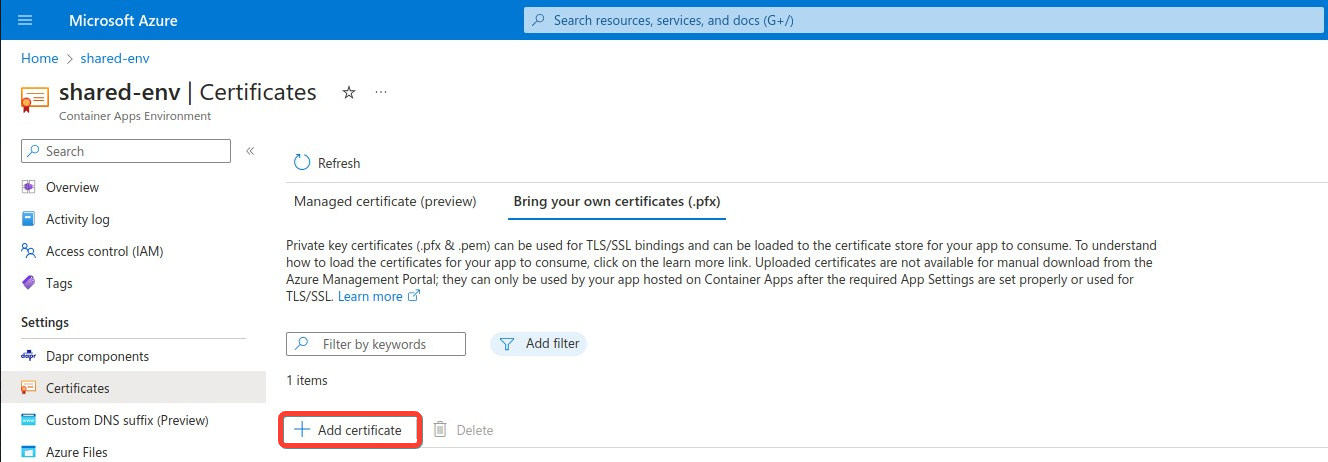 Microsoft Azure
Search resources, services, and docs (G+/)
Home > shared-env
shared-env | Certificates
Container Apps Environment
Search
Overview
Activity log
Access control (IAM)
Tags
Settings
dapr Dapr components
Certificates
Custom DNS suffix (Preview)
Azure Files
Refresh
Managed certificate (preview) Bring your own certificates (.pfx)
Private key certificates (.pfx & .pem) can be used for TLS/SSL bindings and can be loaded to the certificate store for your app to consume. To understand
how to load the certificates for your app to consume, click on the learn more link. Uploaded certificates are not available for manual download from the
Azure Management Portal; they can only be used by your app hosted on Container Apps after the required App Settings are set properly or used for
TLS/SSL. Learn more
Filter by keywords Add filter
1 items
Add certificate Delete